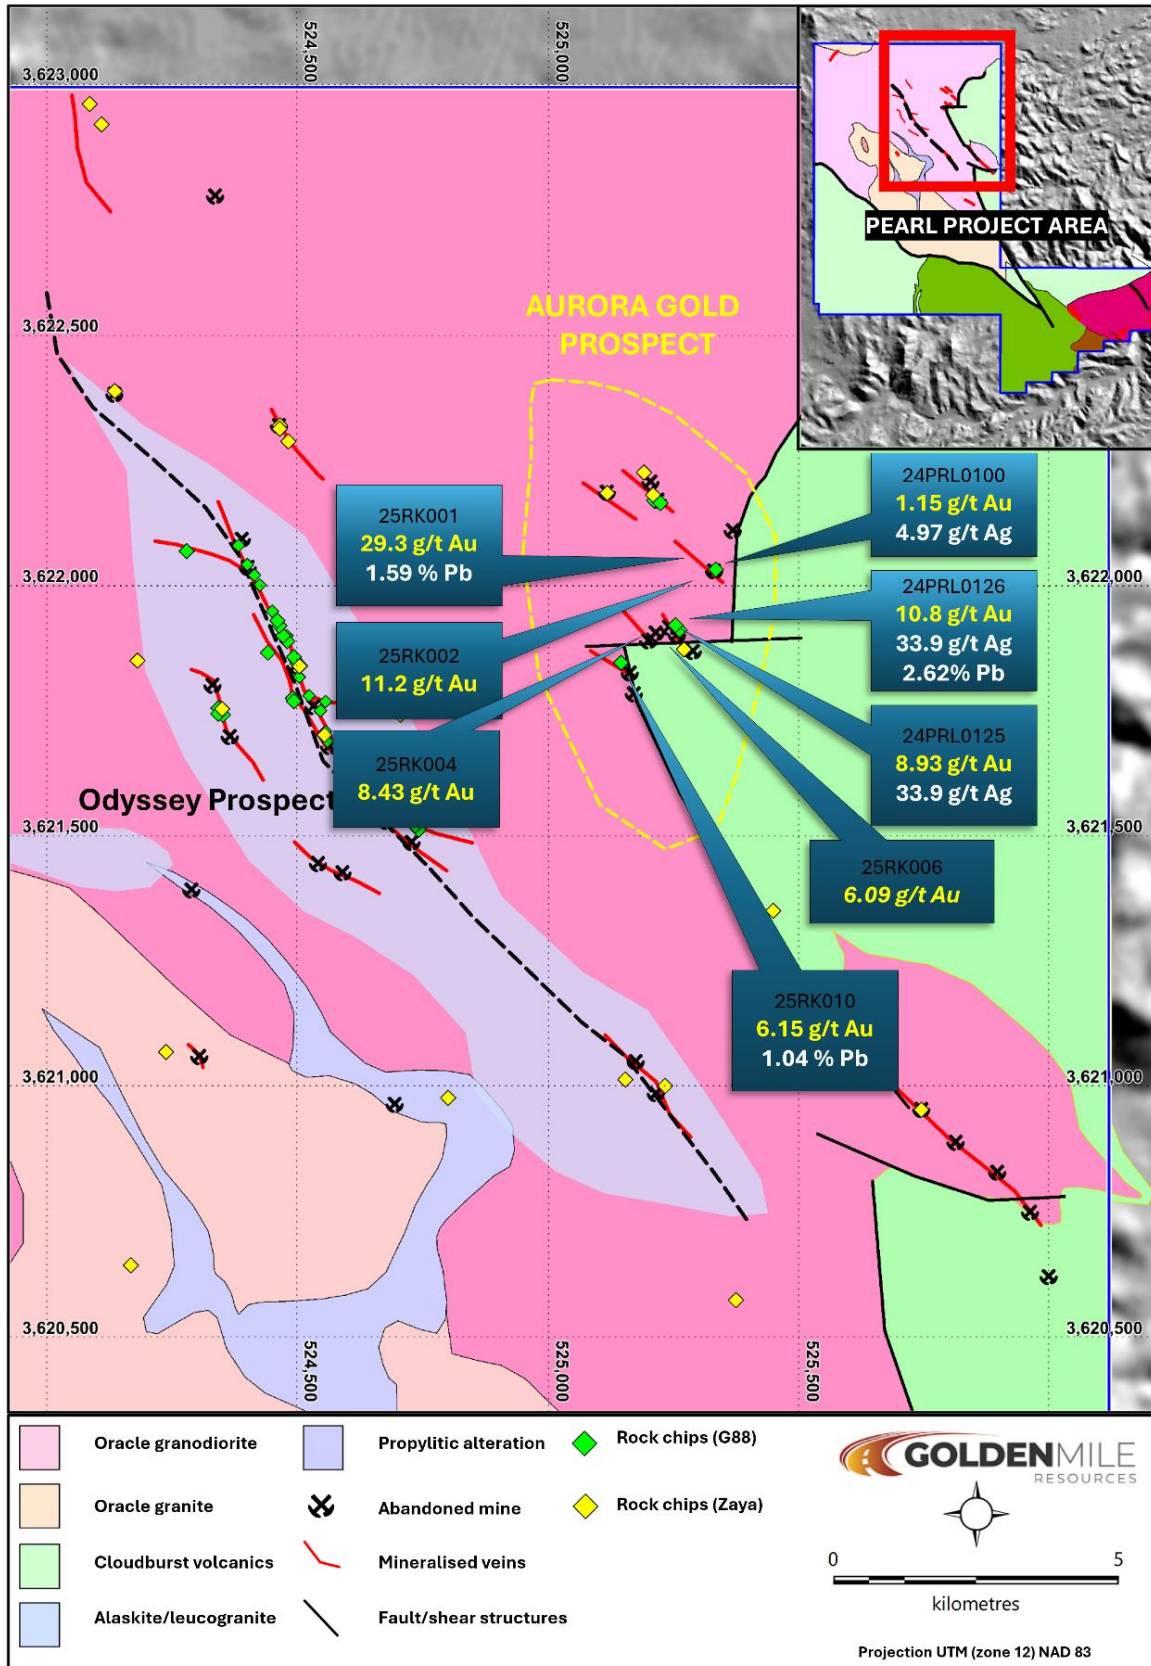 524,500
525,000
3,623,000
PEARL PROJECT AREA
AURORA GOLD
PROSPECT
3,622,500
25RK001
29.3 g/t Au
1.59 % Pb
24PRL0100
1.15 g/t Au
4.97 g/t Ag
3,622,000
3,622,000
24PRL0126
10.8 g/t Au
33.9 g/t Ag
2.62% Pb
25RK002
11.2 g/t Au
24PRL0125
8.93 g/t Au
33.9 g/t Ag
25RK004
8.43 g/t Au
Odyssey Prospect
3,621,500
3,621,500
25RK006
6.09 g/t Au
25RK010
6.15 g/t Au
1.04 % Pb
3,621,000
3,621,000
3,620,500
3,620,500
524,500
525,000
525,500
Oracle granodiorite
Propylitic alteration
Rock chips (G88)
GOLDENMILE
RESOURCES
Oracle granite
Abandoned mine
Rock chips (Zaya)
Cloudburst volcanics
Mineralised veins
0
5
kilometres
Alaskite/leucogranite
Fault/shear structures
Projection UTM (zone 12) NAD 83